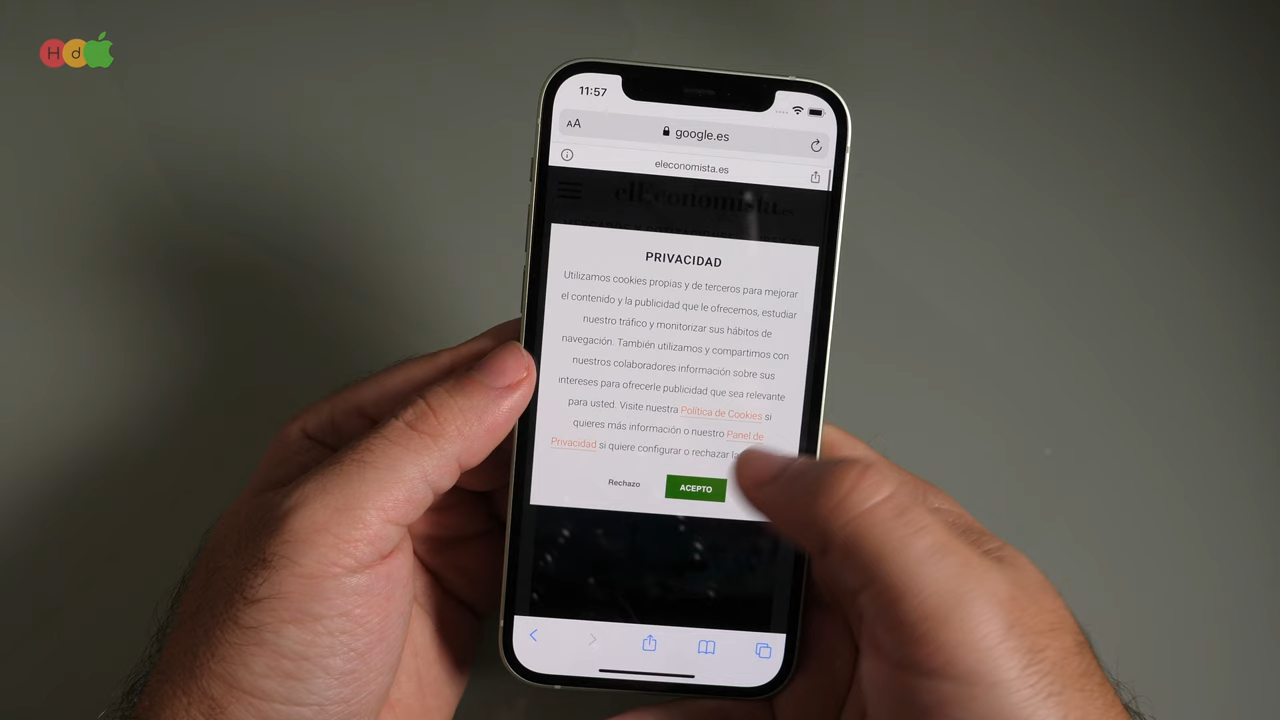 Hd
11:57
AA
google.es
eleconomista.es
elEconomista.es
PRIVACIDAD
Utilizamos cookies propias y de terceros para mejorar
el contenido y la publicidad que le ofrecemos, estudiar
nuestro tráfico y monitorizar sus hábitos de
navegación. También utilizamos y compartimos con
nuestros colaboradores información sobre sus
intereses para ofrecerle publicidad que sea relevante
para usted. Visite nuestra Política de Cookies si
quieres más información o nuestro Panel de
Privacidad si quiere configurar o rechazar
Rechazo
ACEPTO